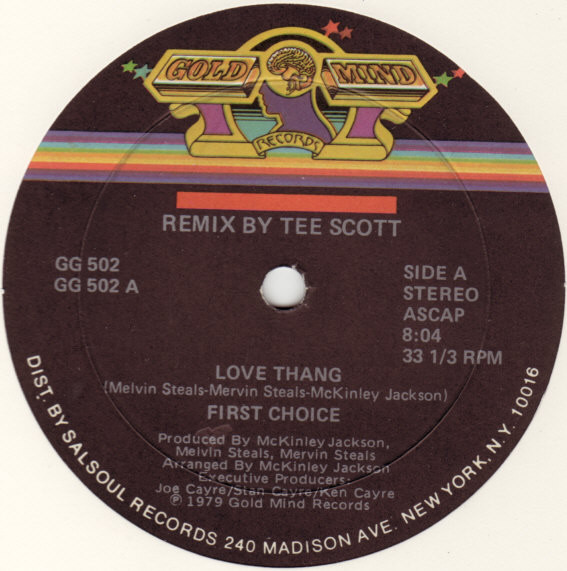 GOLD MIND
RECORDS
REMIX BY TEE SCOTT
GG 502
GG 502 A
SIDE A
STEREO
ASCAP
8:04
33 1/3 RPM
LOVE THANG
(Melvin Steals-Mervin Steals-McKinley Jackson)
FIRST CHOICE
Produced By McKinley Jackson,
Melvin Steals, Mervin Steals
Arranged By McKinley Jackson
Executive Producers:
Joe Cayre/Stan Cayre/Ken Cayre
℗ 1979 Gold Mind Records
DIST. BY SALSOUL RECORDS 240 MADISON AVE. NEW YORK, N.Y. 10016